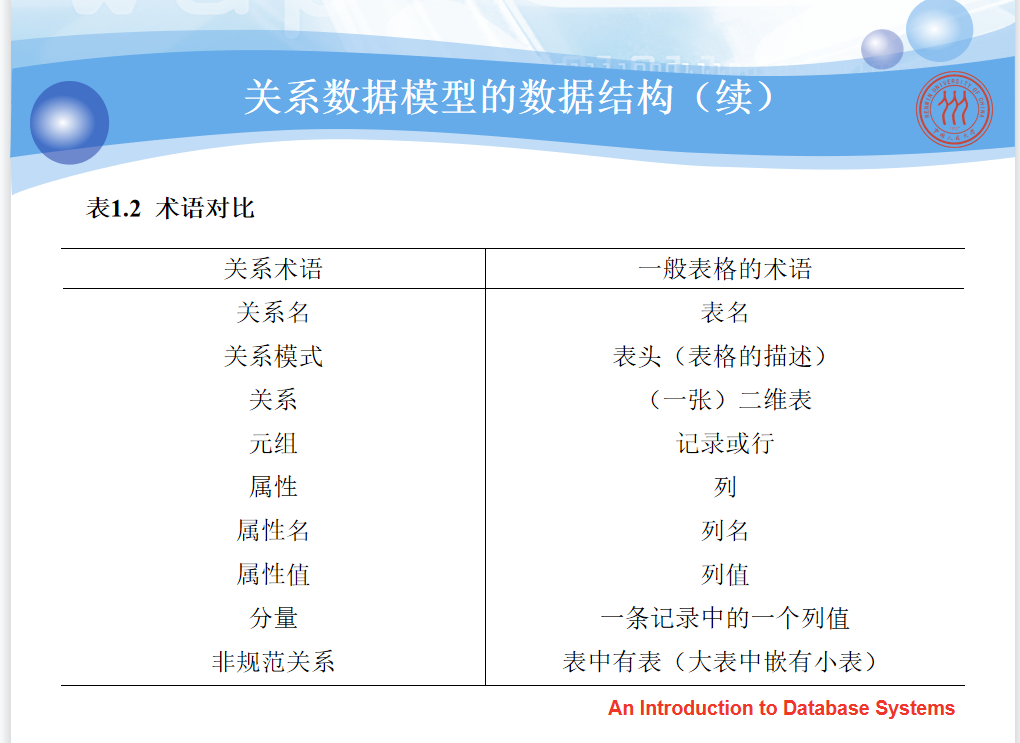 关系数据模型的数据结构（续）
RENMIN UNIVERSITY OF CHINA
表1.2 术语对比
关系术语 一般表格的术语
关系名 表名
关系模式 表头（表格的描述）
关系 （一张）二维表
元组 记录或行
属性 列
属性名 列名
属性值 列值
分量 一条记录中的一个列值
非规范关系 表中有表（大表中嵌有小表）
An Introduction to Database Systems